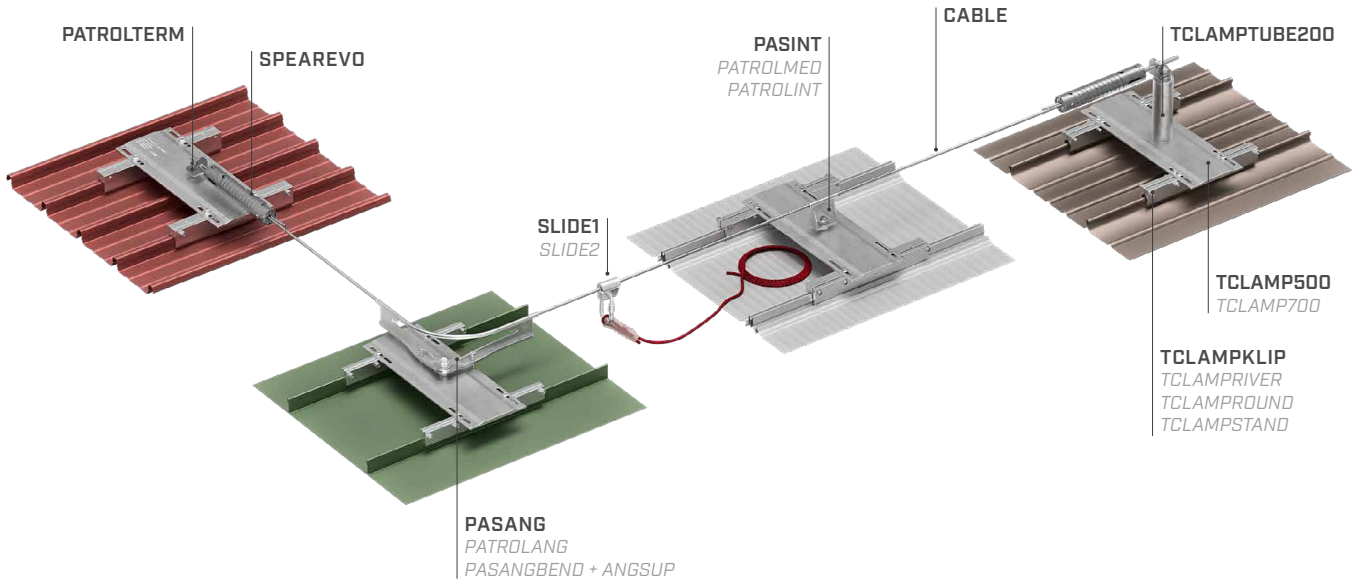 PATROLTERM
SPEAREVO
PASINT
PATROLMED
PATROLINT
CABLE
TCLAMPTUBE200
SLIDE1
SLIDE2
TCLAMP500
TCLAMP700
TCLAMPKLIP
TCLAMPRIVER
TCLAMPROUND
TCLAMPSTAND
PASANG
PATROLANG
PASANGBEND + ANGSUP